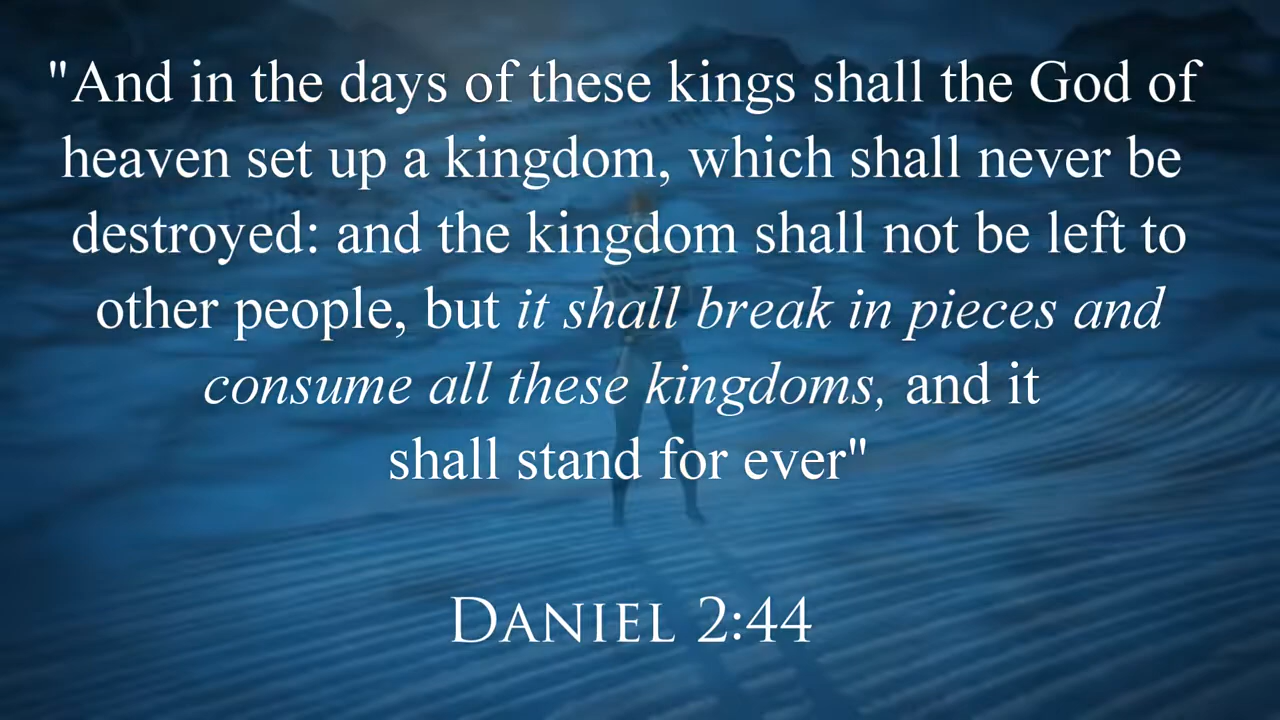 "And in the days of these kings shall the God of
heaven set up a kingdom, which shall never be
destroyed: and the kingdom shall not be left to
other people, but it shall break in pieces and
consume all these kingdoms, and it
shall stand for ever"
DANIEL 2:44